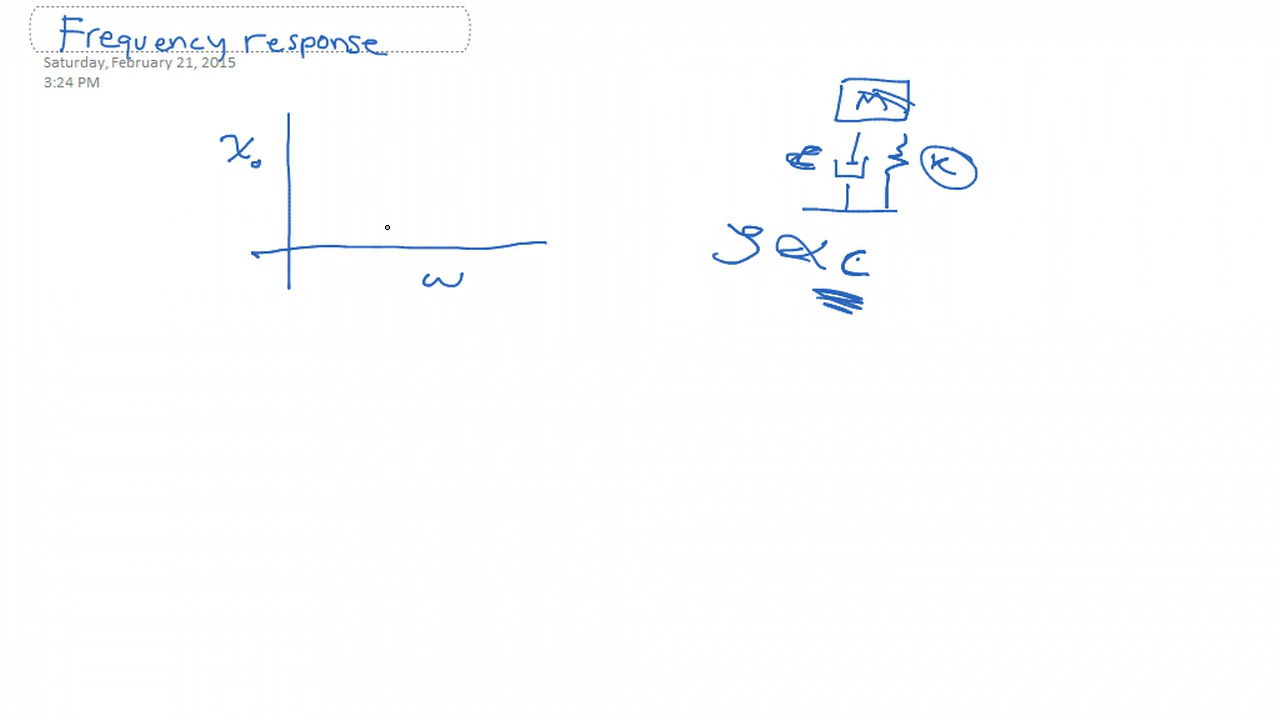 Frequency response
Saturday, February 21, 2015
3:24 PM
x₀
ω
M
c
K
ζ ∝ c